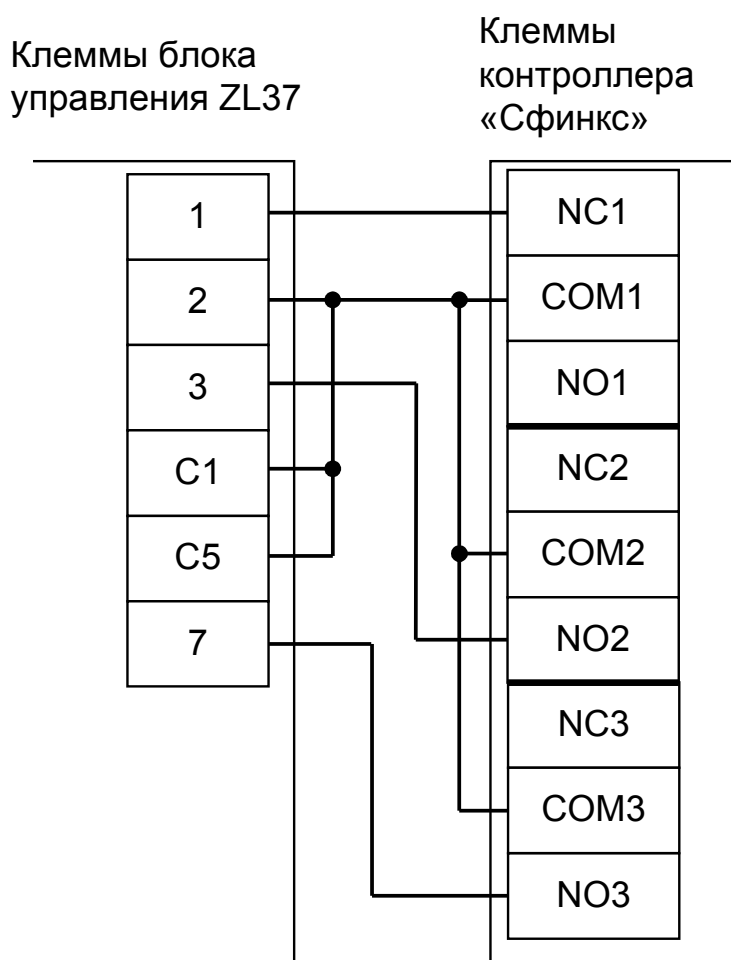 Клеммы блока
управления ZL37
Клеммы
контроллера
«Сфинкс»
1
2
3
C1
C5
7
NC1
COM1
NO1
NC2
COM2
NO2
NC3
COM3
NO3